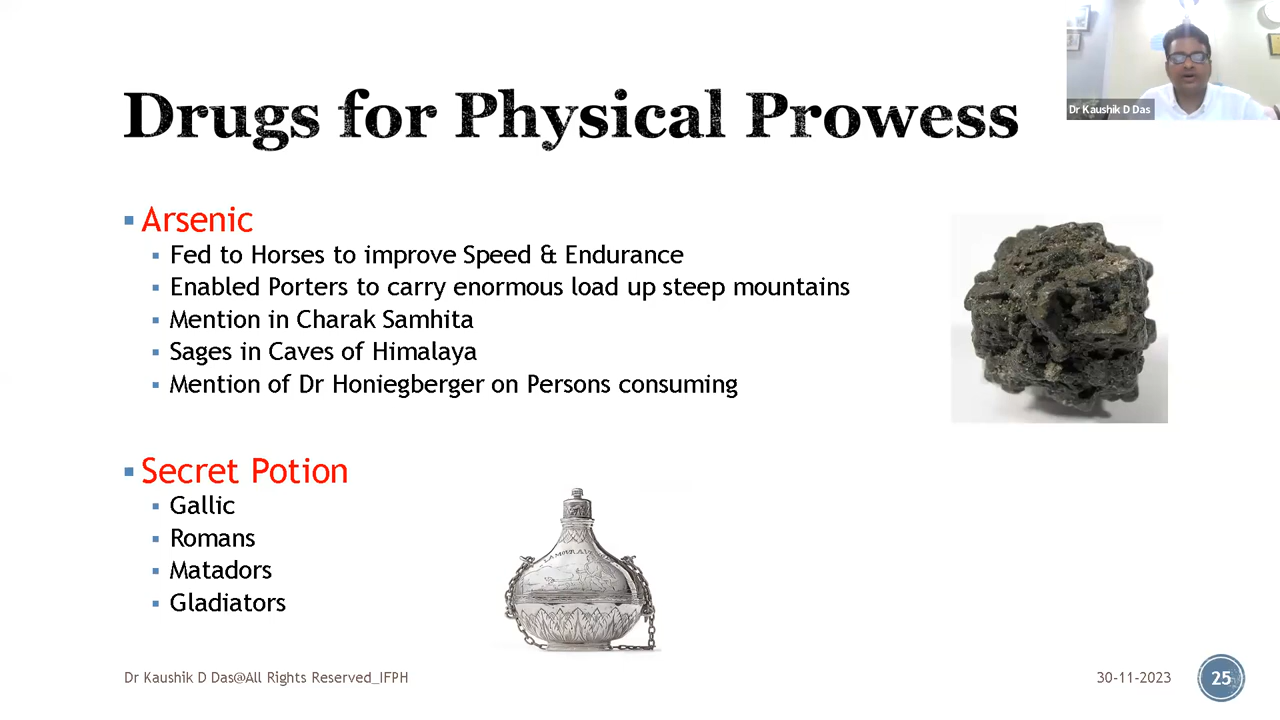 Drugs for Physical Prowess
Dr Kaushik D Das
Arsenic
Fed to Horses to improve Speed & Endurance
Enabled Porters to carry enormous load up steep mountains
Mention in Charak Samhita
Sages in Caves of Himalaya
Mention of Dr Honiegberger on Persons consuming
Secret Potion
Gallic
Romans
Matadors
Gladiators
Dr Kaushik D Das@All Rights Reserved_IFPH
30-11-2023
25